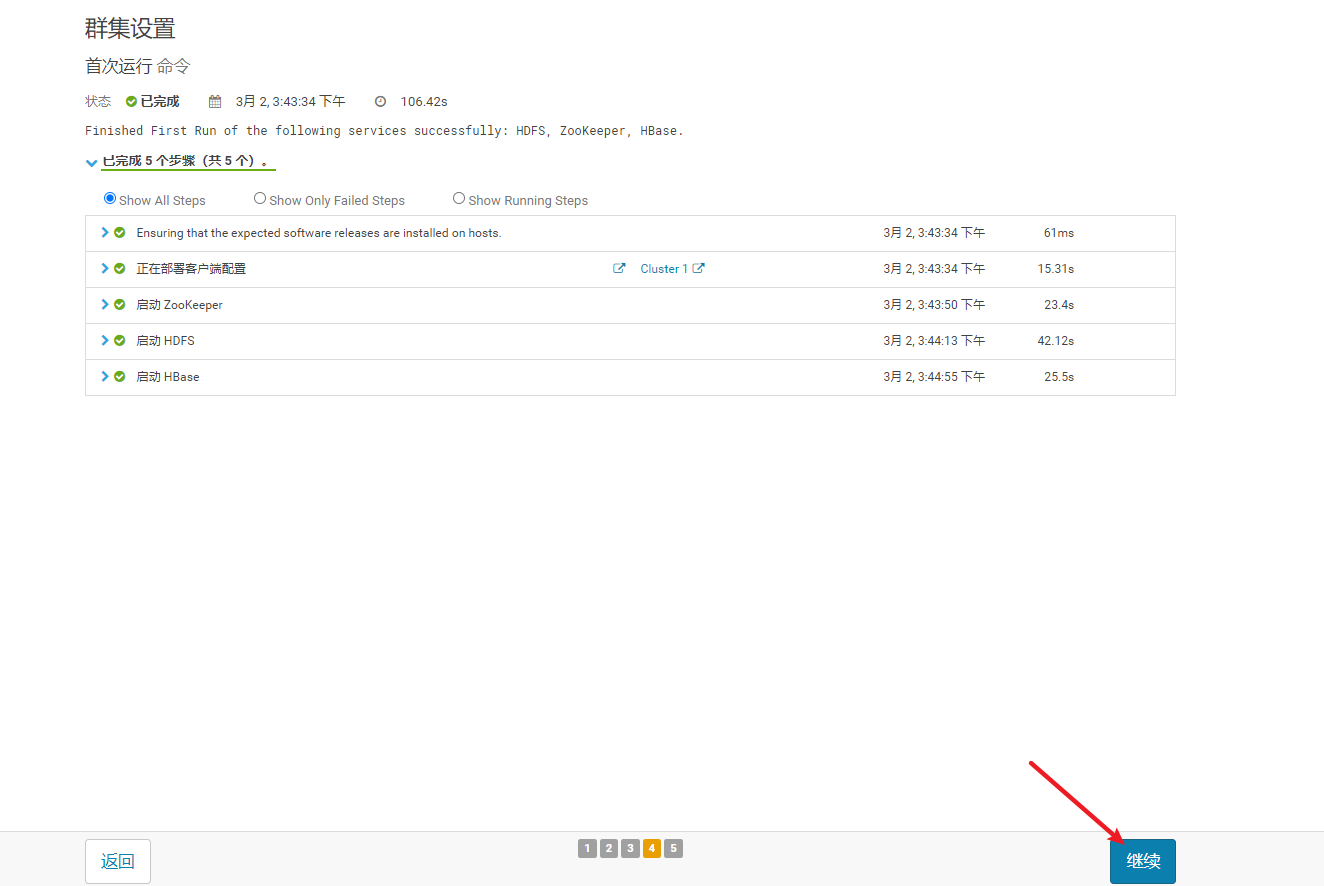 群集设置
首次运行 命令
状态 已完成 3月 2, 3:43:34 下午 106.42s
Finished First Run of the following services successfully: HDFS, ZooKeeper, HBase.
已完成 5 个步骤（共 5 个）。
Show All Steps Show Only Failed Steps Show Running Steps
Ensuring that the expected software releases are installed on hosts. 3月 2, 3:43:34 下午 61ms
正在部署客户端配置 Cluster 1 3月 2, 3:43:34 下午 15.31s
启动 ZooKeeper 3月 2, 3:43:50 下午 23.4s
启动 HDFS 3月 2, 3:44:13 下午 42.12s
启动 HBase 3月 2, 3:44:55 下午 25.5s
返回 1 2 3 4 5 继续